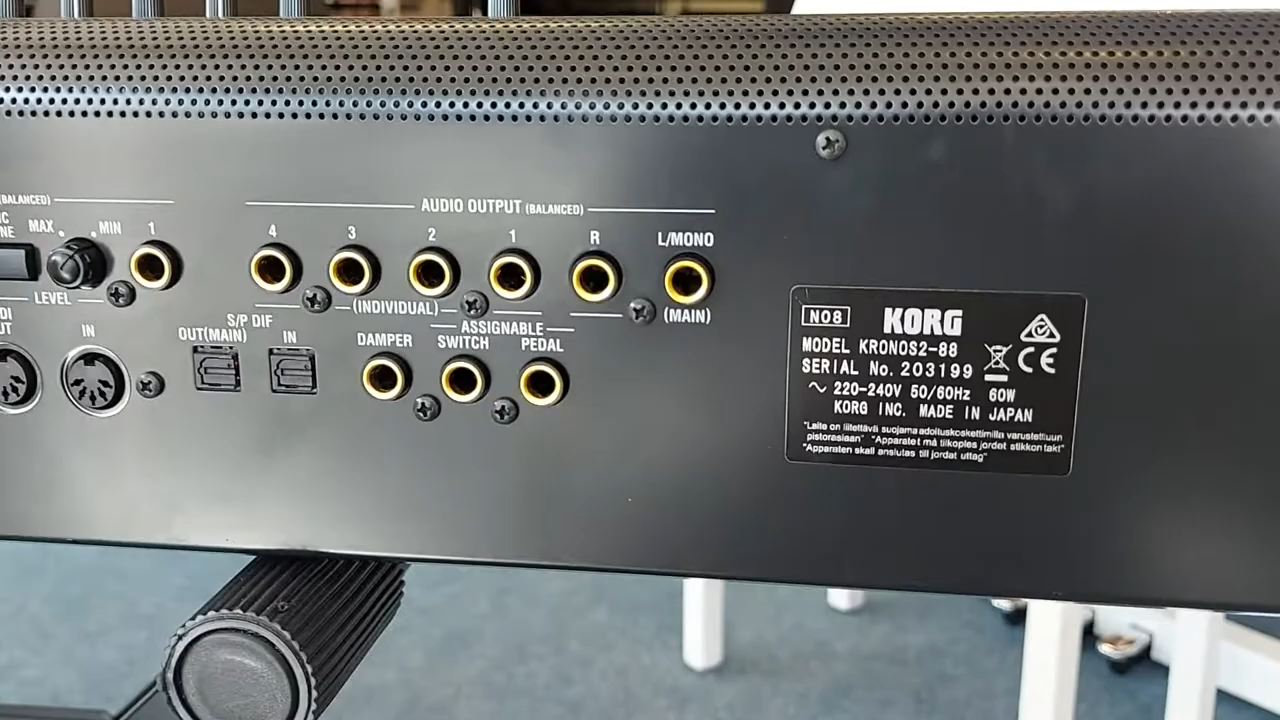 (BALANCED)
MAX
MIN
1
LEVEL
IN
AUDIO OUTPUT (BALANCED)
4
3
2
1
R
L/MONO
(INDIVIDUAL)
(MAIN)
S/P DIF
OUT(MAIN)
IN
ASSIGNABLE
DAMPER
SWITCH
PEDAL
NO8
KORG
MODEL KRONOS2-88
SERIAL No. 203199
CE
220-240V 50/60Hz 60W
KORG INC. MADE IN JAPAN
"Laite on liitettävä suojamaadoituskoskettimilla varustettuun
pistorasiaan" "Apparatet må tilkoples jordet stikkontakt"
"Apparaten skall anslutas till jordat uttag"